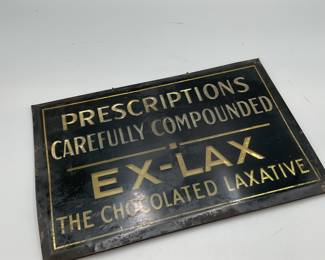 PRESCRIPTIONS
CAREFULLY COMPOUNDED
EX-LAX
THE CHOCOLATED LAXATIVE